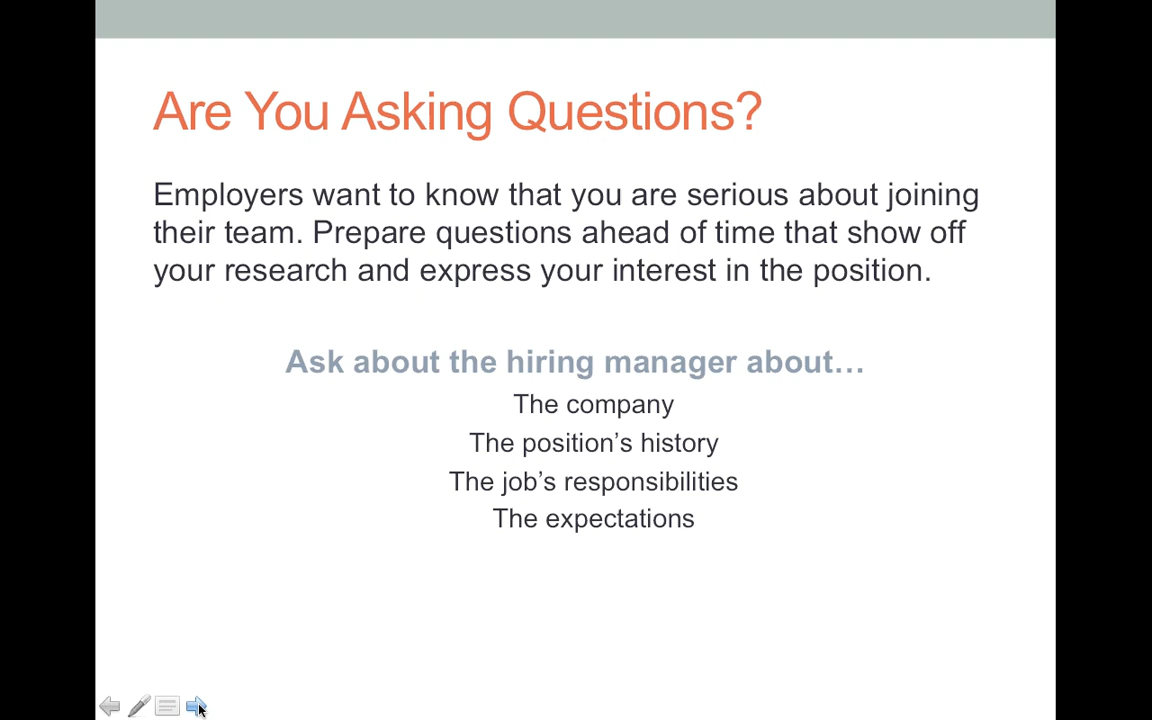 Are You Asking Questions?
Employers want to know that you are serious about joining
their team. Prepare questions ahead of time that show off
your research and express your interest in the position.
Ask about the hiring manager about…
The company
The position’s history
The job’s responsibilities
The expectations